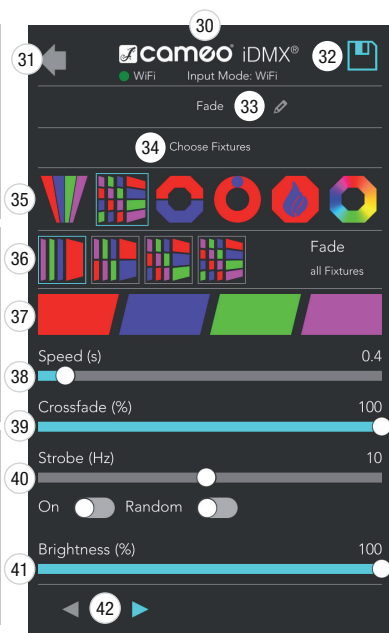 30
31 cameo iDMX® 32
WiFi Input Mode: WiFi
Fade 33
34 Choose Fixtures
35
36 Fade
all Fixtures
37
Speed (s) 0.4
38
Crossfade (%) 100
39
Strobe (Hz) 10
40
On Random
Brightness (%) 100
41
42